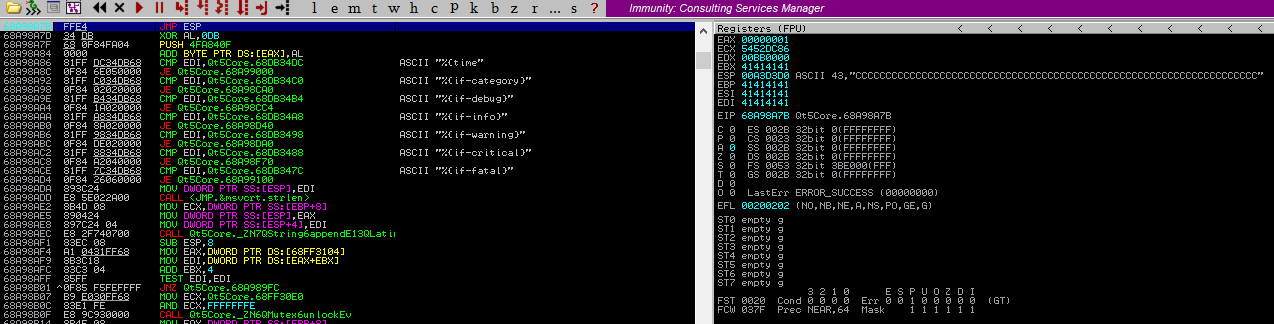 l e m t w h c P k b z r ... s ?
Immunity: Consulting Services Manager
FFE4 JMP ESP
68A98A7D 34 DB XOR AL,0DB
68A98A7F 68 0F84FA04 PUSH 4FA840F
68A98A84 0000 ADD BYTE PTR DS:[EAX],AL
68A98A86 81FF DC34DB68 CMP EDI,Qt5Core.68DB34DC ASCII "%{time"
68A98A8C 0F84 6E050000 JE Qt5Core.68A99000
68A98A92 81FF C034DB68 CMP EDI,Qt5Core.68DB34C0 ASCII "%{if-category}"
68A98A98 0F84 02020000 JE Qt5Core.68A98CA0
68A98A9E 81FF B434DB68 CMP EDI,Qt5Core.68DB34B4 ASCII "%{if-debug}"
68A98AA4 0F84 1A020000 JE Qt5Core.68A98CC4
68A98AAA 81FF A834DB68 CMP EDI,Qt5Core.68DB34A8 ASCII "%{if-info}"
68A98AB0 0F84 8A020000 JE Qt5Core.68A98D40
68A98AB6 81FF 9834DB68 CMP EDI,Qt5Core.68DB3498 ASCII "%{if-warning}"
68A98ABC 0F84 DE020000 JE Qt5Core.68A98DA0
68A98AC2 81FF 8834DB68 CMP EDI,Qt5Core.68DB3488 ASCII "%{if-critical}"
68A98AC8 0F84 A2040000 JE Qt5Core.68A98F70
68A98ACE 81FF 7C34DB68 CMP EDI,Qt5Core.68DB347C ASCII "%{if-fatal}"
68A98AD4 0F84 26060000 JE Qt5Core.68A99100
68A98ADA 893C24 MOV DWORD PTR SS:[ESP],EDI
68A98ADD E8 5E022A00 CALL <JMP.&msvcrt.strlen>
68A98AE2 8B4D 08 MOV ECX,DWORD PTR SS:[EBP+8]
68A98AE5 890424 MOV DWORD PTR SS:[ESP],EAX
68A98AE8 897C24 04 MOV DWORD PTR SS:[ESP+4],EDI
68A98AEC E8 2F740700 CALL Qt5Core._ZN7QString6appendE13QLatin
68A98AF1 83EC 08 SUB ESP,8
68A98AF4 A1 0431FF68 MOV EAX,DWORD PTR DS:[68FF3104]
68A98AF9 8B3C18 MOV EDI,DWORD PTR DS:[EAX+EBX]
68A98AFC 83C3 04 ADD EBX,4
68A98AFF 85FF TEST EDI,EDI
68A98B01 ^0F85 F5FEFFFF JNZ Qt5Core.68A989FC
68A98B07 B9 E030FF68 MOV ECX,Qt5Core.68FF30E0
68A98B0C 83E1 FE AND ECX,FFFFFFFE
68A98B0F E8 9C930000 CALL Qt5Core._ZN6QMutex6unlockEv
68A98B14 8B45 08 MOV EAX,DWORD PTR SS:[EBP+8]
Registers (FPU) < < < < < < <
EAX 00000001
ECX 5452DC86
EDX 00BB0000
EBX 41414141
ESP 00A3D3D0 ASCII 43,"CCCCCCCCCCCCCCCCCCCCCCCCCCCCCCCCCCCCCCCCCCCCCCCCCCCCCCCCCCCCCCCCCC"
EBP 41414141
ESI 41414141
EDI 41414141
EIP 68A98A7B Qt5Core.68A98A7B
C 0 ES 002B 32bit 0(FFFFFFFF)
P 0 CS 0023 32bit 0(FFFFFFFF)
A 0 SS 002B 32bit 0(FFFFFFFF)
Z 0 DS 002B 32bit 0(FFFFFFFF)
S 0 FS 0053 32bit 3BE000(FFF)
T 0 GS 002B 32bit 0(FFFFFFFF)
D 0
O 0 LastErr ERROR_SUCCESS (00000000)
EFL 00200202 (NO,NB,NE,A,NS,PO,GE,G)
ST0 empty g
ST1 empty g
ST2 empty g
ST3 empty g
ST4 empty g
ST5 empty g
ST6 empty g
ST7 empty g
3 2 1 0 E S P U O Z D I
FST 0020 Cond 0 0 0 0 Err 0 0 1 0 0 0 0 0 (GT)
FCW 037F Prec NEAR,64 Mask 1 1 1 1 1 1